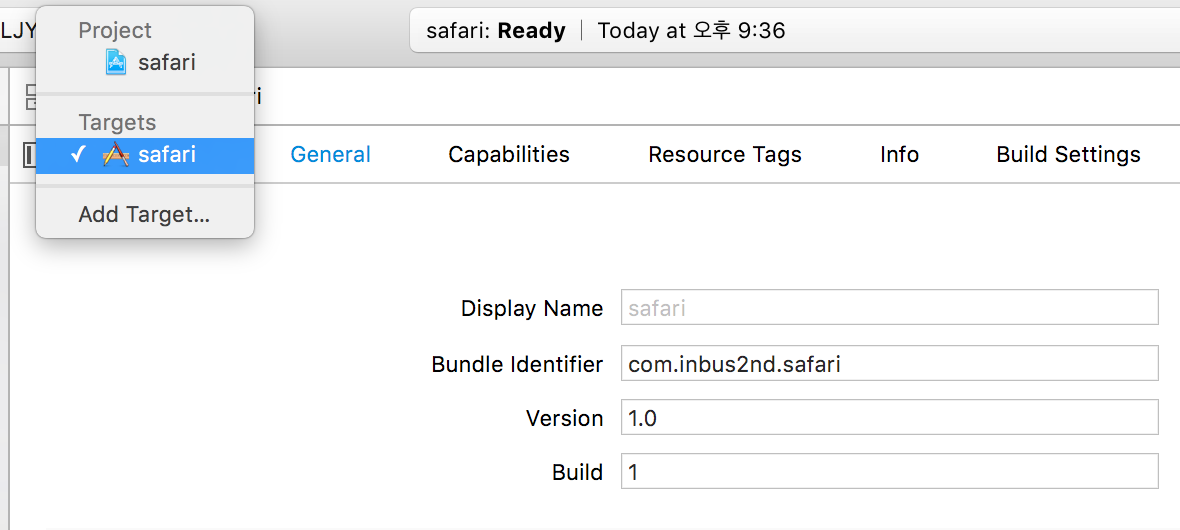 LJY
Project
safari
Targets
✓ safari
Add Target...
safari: Ready | Today at 오후 9:36
General Capabilities Resource Tags Info Build Settings
Display Name safari
Bundle Identifier com.inbus2nd.safari
Version 1.0
Build 1